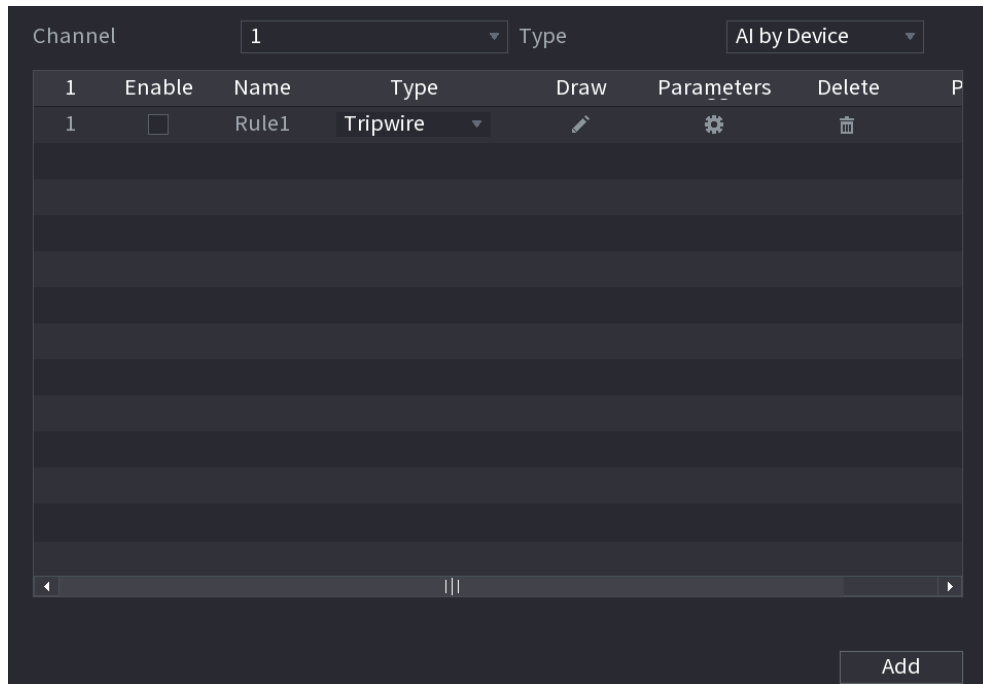 Channel 1 Type AI by Device
1 Enable Name Type Draw Parameters Delete P
1 Rule1 Tripwire
Add